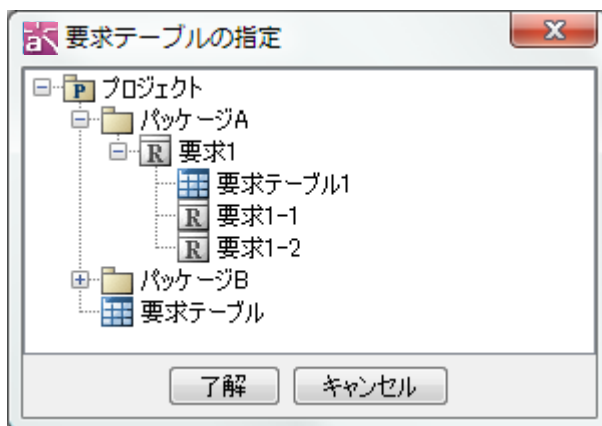 要求テーブルの指定
プロジェクト
パッケージA
要求1
要求テーブル1
要求1-1
要求1-2
パッケージB
要求テーブル
了解 キャンセル